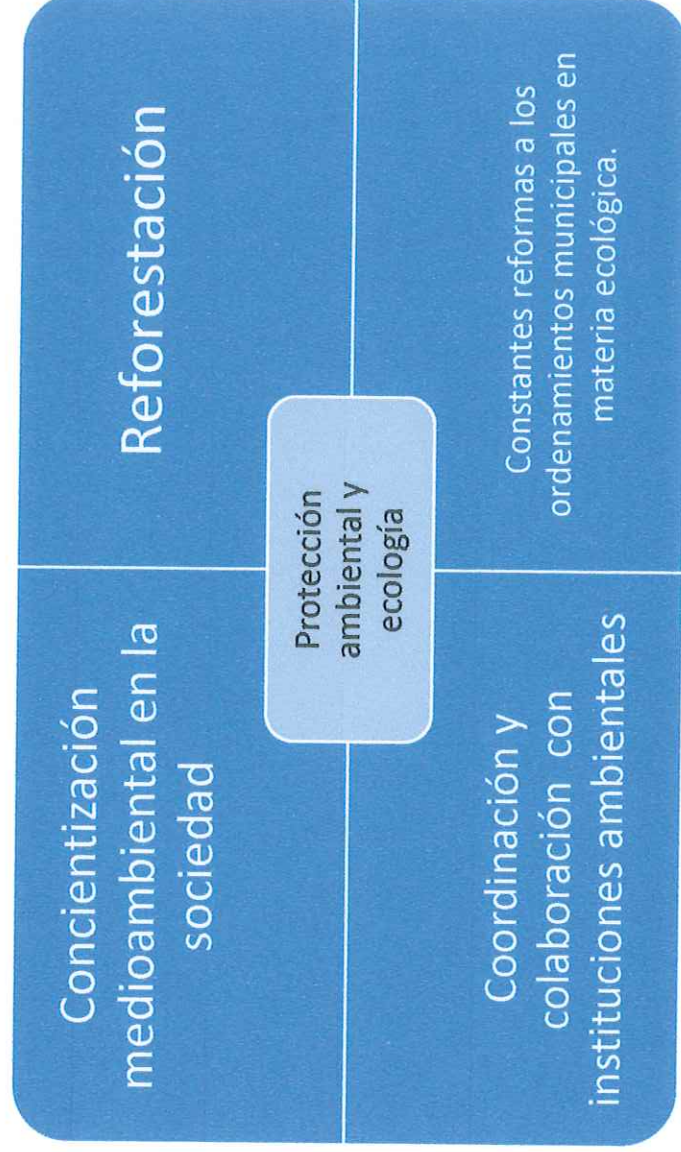 Concientización
medioambiental en la
sociedad
Reforestación
Protección
ambiental y
ecología
Coordinación y
colaboración con
instituciones ambientales
Constantes reformas a los
ordenamientos municipales en
materia ecológica.